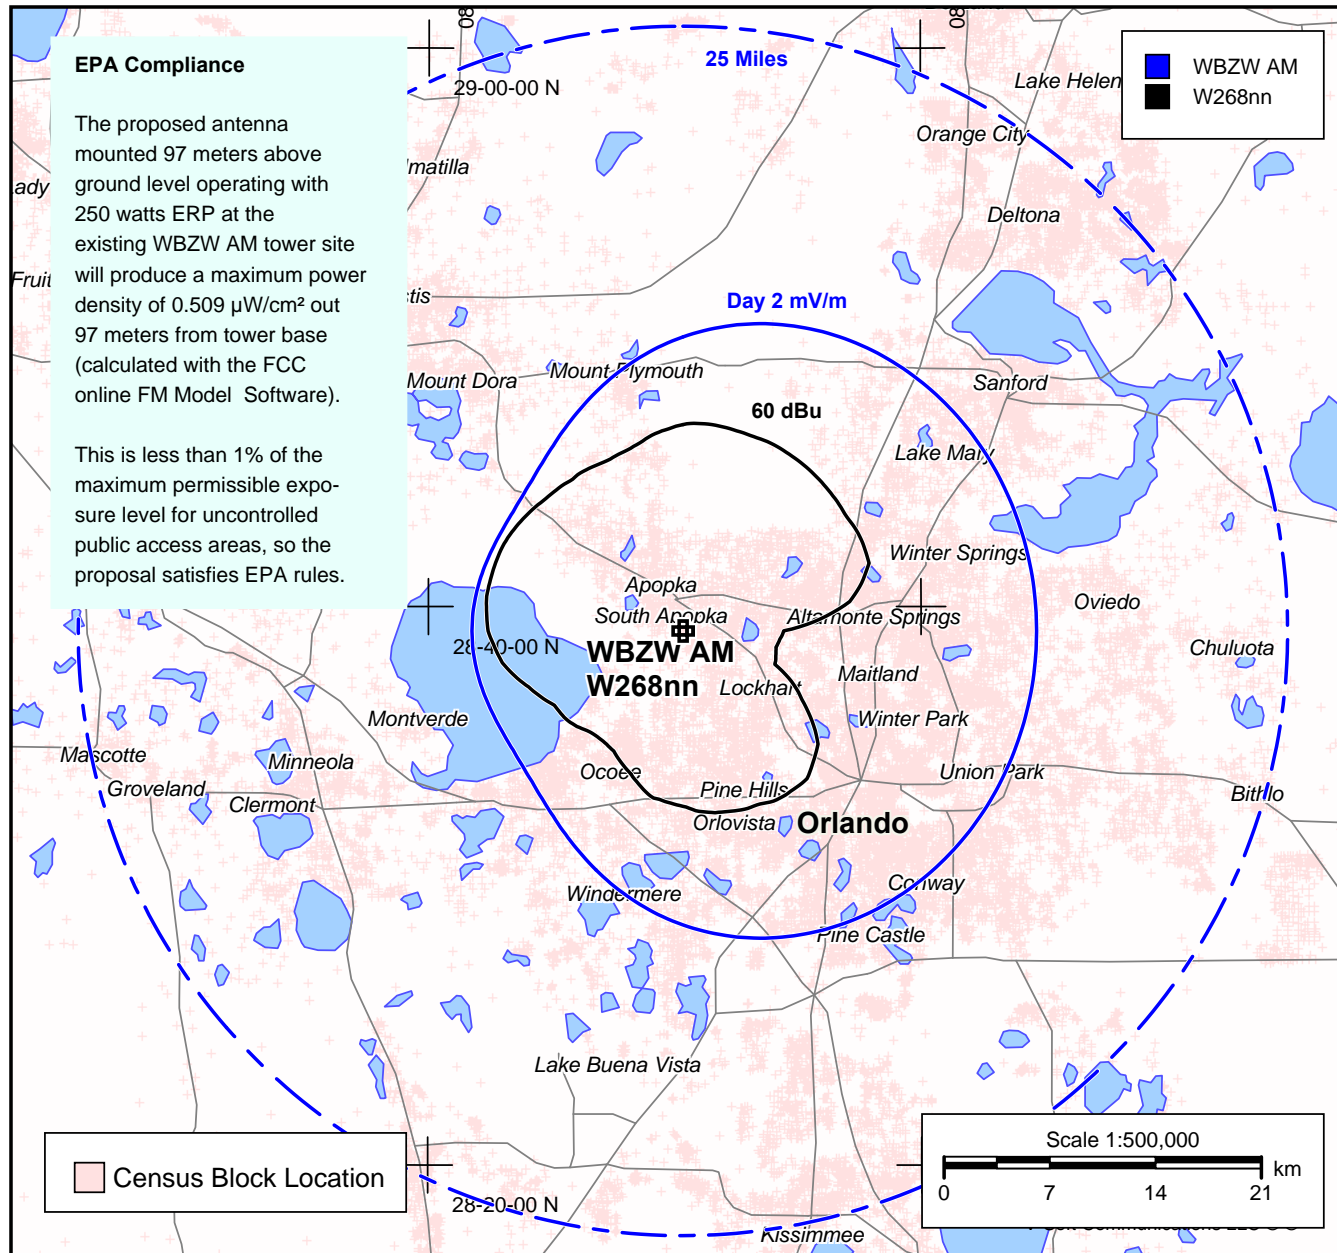 08
08
EPA Compliance
The proposed antenna
mounted 97 meters above
ground level operating with
250 watts ERP at the
existing WBZW AM tower site
will produce a maximum power
density of 0.509 µW/cm² out
97 meters from tower base
(calculated with the FCC
online FM Model Software).
This is less than 1% of the
maximum permissible expo-
sure level for uncontrolled
public access areas, so the
proposal satisfies EPA rules.
25 Miles
WBZW AM
W268nn
29-00-00 N
Lake Helen
Orange City
matilla
ady
Deltona
Fruit
tis
Day 2 mV/m
Mount Dora
Mount Plymouth
Sanford
60 dBu
Lake Mary
Winter Springs
Apopka
Oviedo
South Apopka
Altamonte Springs
28-40-00 N
WBZW AM
W268nn
Chuluota
Lockhart
Maitland
Montverde
Winter Park
Mascotte
Minneola
Ocoee
Union Park
Groveland
Pine Hills
Bithlo
Clermont
Orlovista
Orlando
Windermere
Conway
Pine Castle
Lake Buena Vista
Census Block Location
28-20-00 N
Kissimmee
Scale 1:500,000
km
0 7 14 21